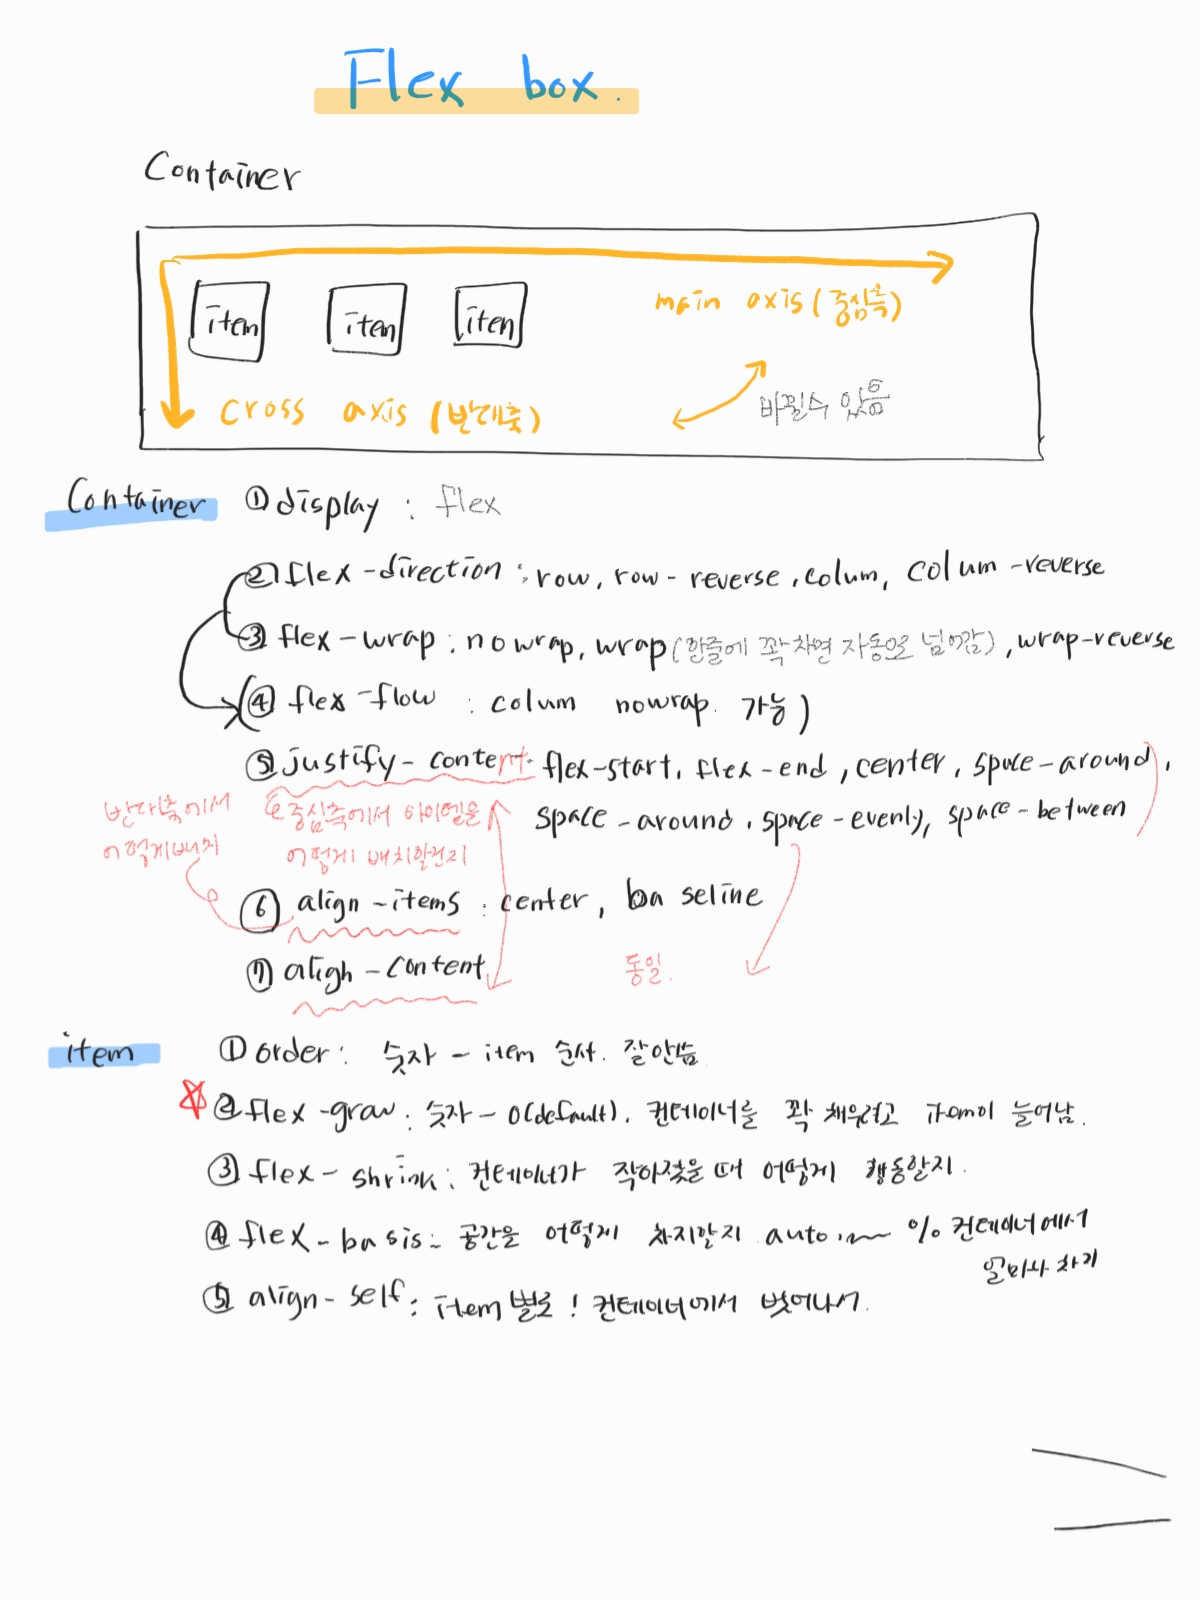 Flex box.
Container
item item item
main axis (중심축)
cross axis (반대축)
바뀔수 있음
Container ① display : flex
② flex-direction : row, row-reverse, colum, colum-reverse
③ flex-wrap : nowrap, wrap (한줄에 꽉차면 자동으로 넘어감), wrap-reverse
(④ flex-flow : colum nowrap. 가능)
⑤ justify-content. flex-start, flex-end, center, space-around,
space-around, space-evenly, space-between
중심축에서 아이템을
어떻게 배치할건지
반대축에서
어떻게배치
⑥ align-items : center, baseline
⑦ align-content
동일.
item ① order : 숫자 - item 순서. 잘안씀
② flex-grow : 숫자 - 0(default). 컨테이너를 꽉 채우려고 item이 늘어남.
③ flex-shrink : 컨테이너가 작아졌을 때 어떻게 행동할지.
④ flex-basis : 공간을 어떻게 차지할지 auto % 컨테이너에서
얼마나 차지
⑤ align-self : item 별로! 컨테이너에서 벗어나서.